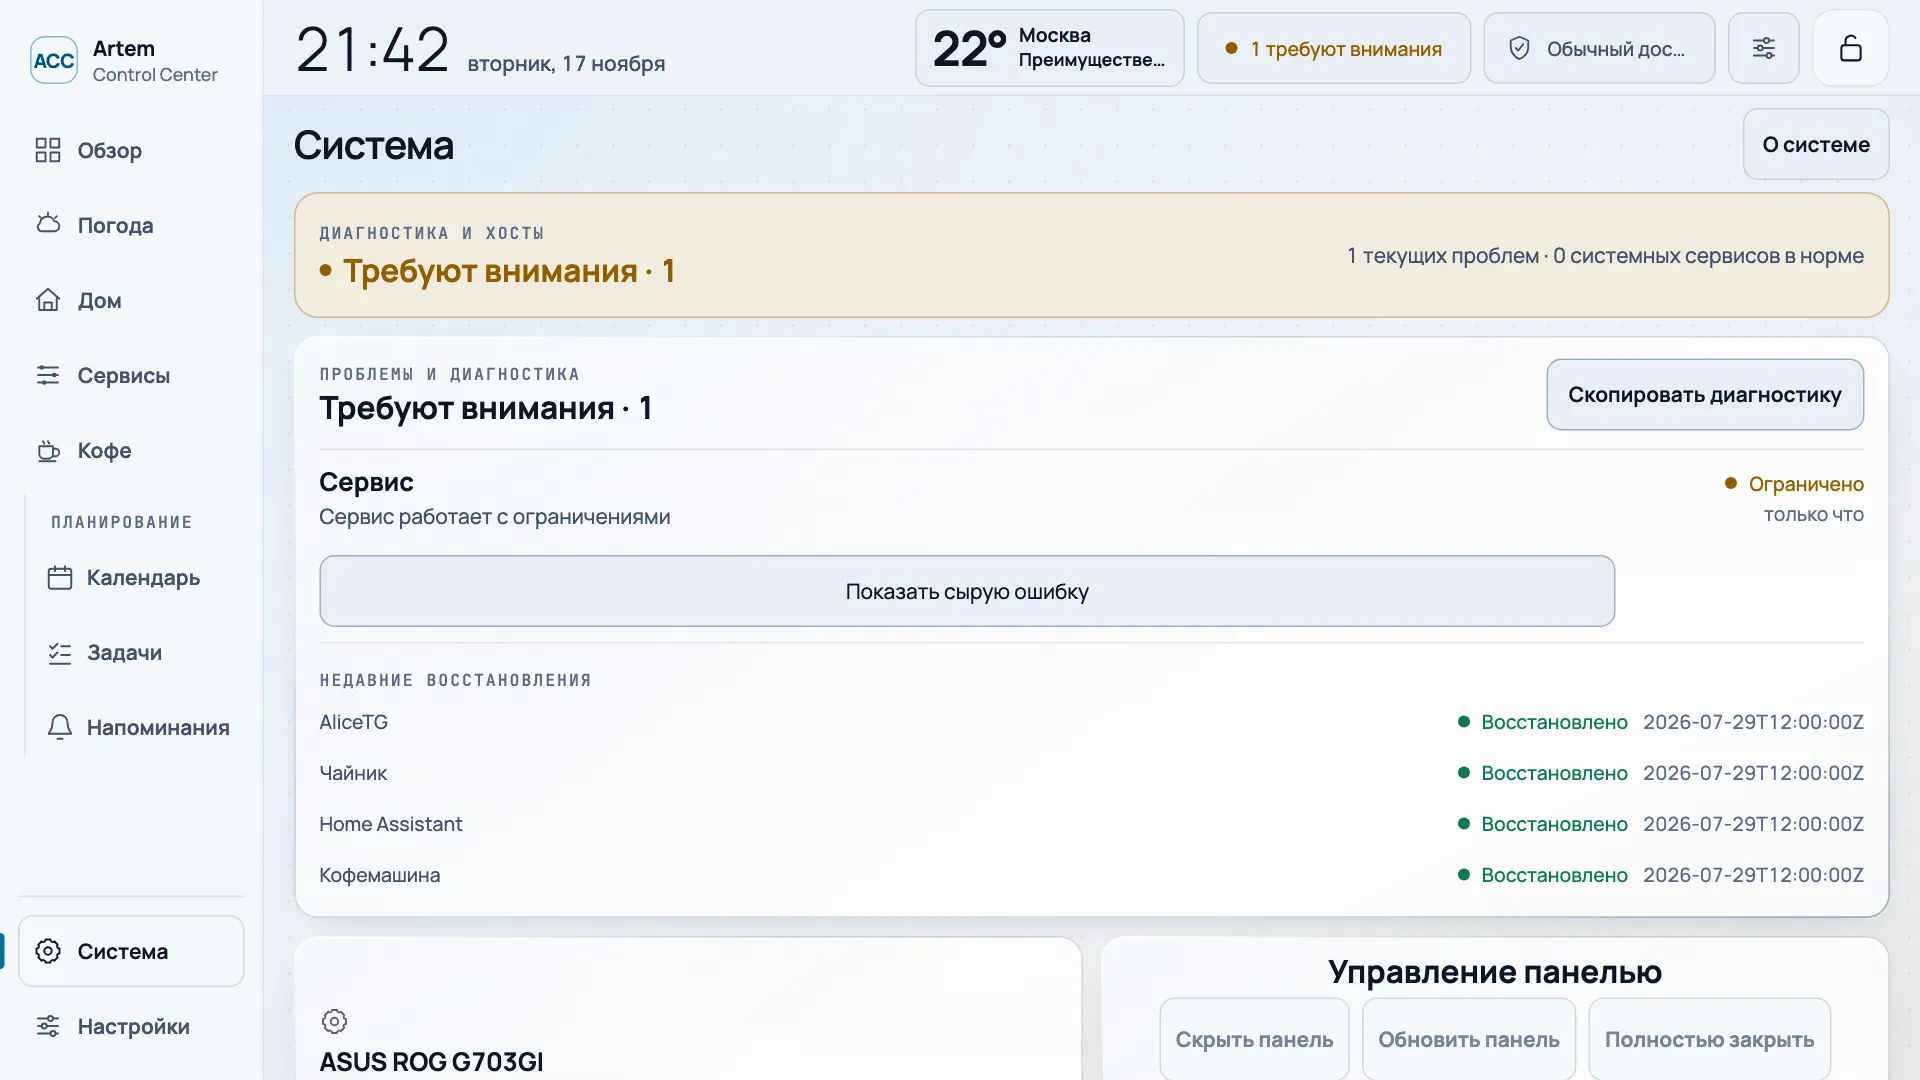 ACC
Artem
Control Center
Обзор
Погода
Дом
Сервисы
Кофе
ПЛАНИРОВАНИЕ
Календарь
Задачи
Напоминания
Система
Настройки
21:42
вторник, 17 ноября
22°
Москва
Преимуществе…
1 требуют внимания
Обычный дос…
Система
О системе
ДИАГНОСТИКА И ХОСТЫ
Требуют внимания · 1
1 текущих проблем · 0 системных сервисов в норме
ПРОБЛЕМЫ И ДИАГНОСТИКА
Требуют внимания · 1
Скопировать диагностику
Сервис
Сервис работает с ограничениями
Ограничено
только что
Показать сырую ошибку
НЕДАВНИЕ ВОССТАНОВЛЕНИЯ
AliceTG Восстановлено 2026-07-29T12:00:00Z
Чайник Восстановлено 2026-07-29T12:00:00Z
Home Assistant Восстановлено 2026-07-29T12:00:00Z
Кофемашина Восстановлено 2026-07-29T12:00:00Z
ASUS ROG G703GI
Управление панелью
Скрыть панель
Обновить панель
Полностью закрыть